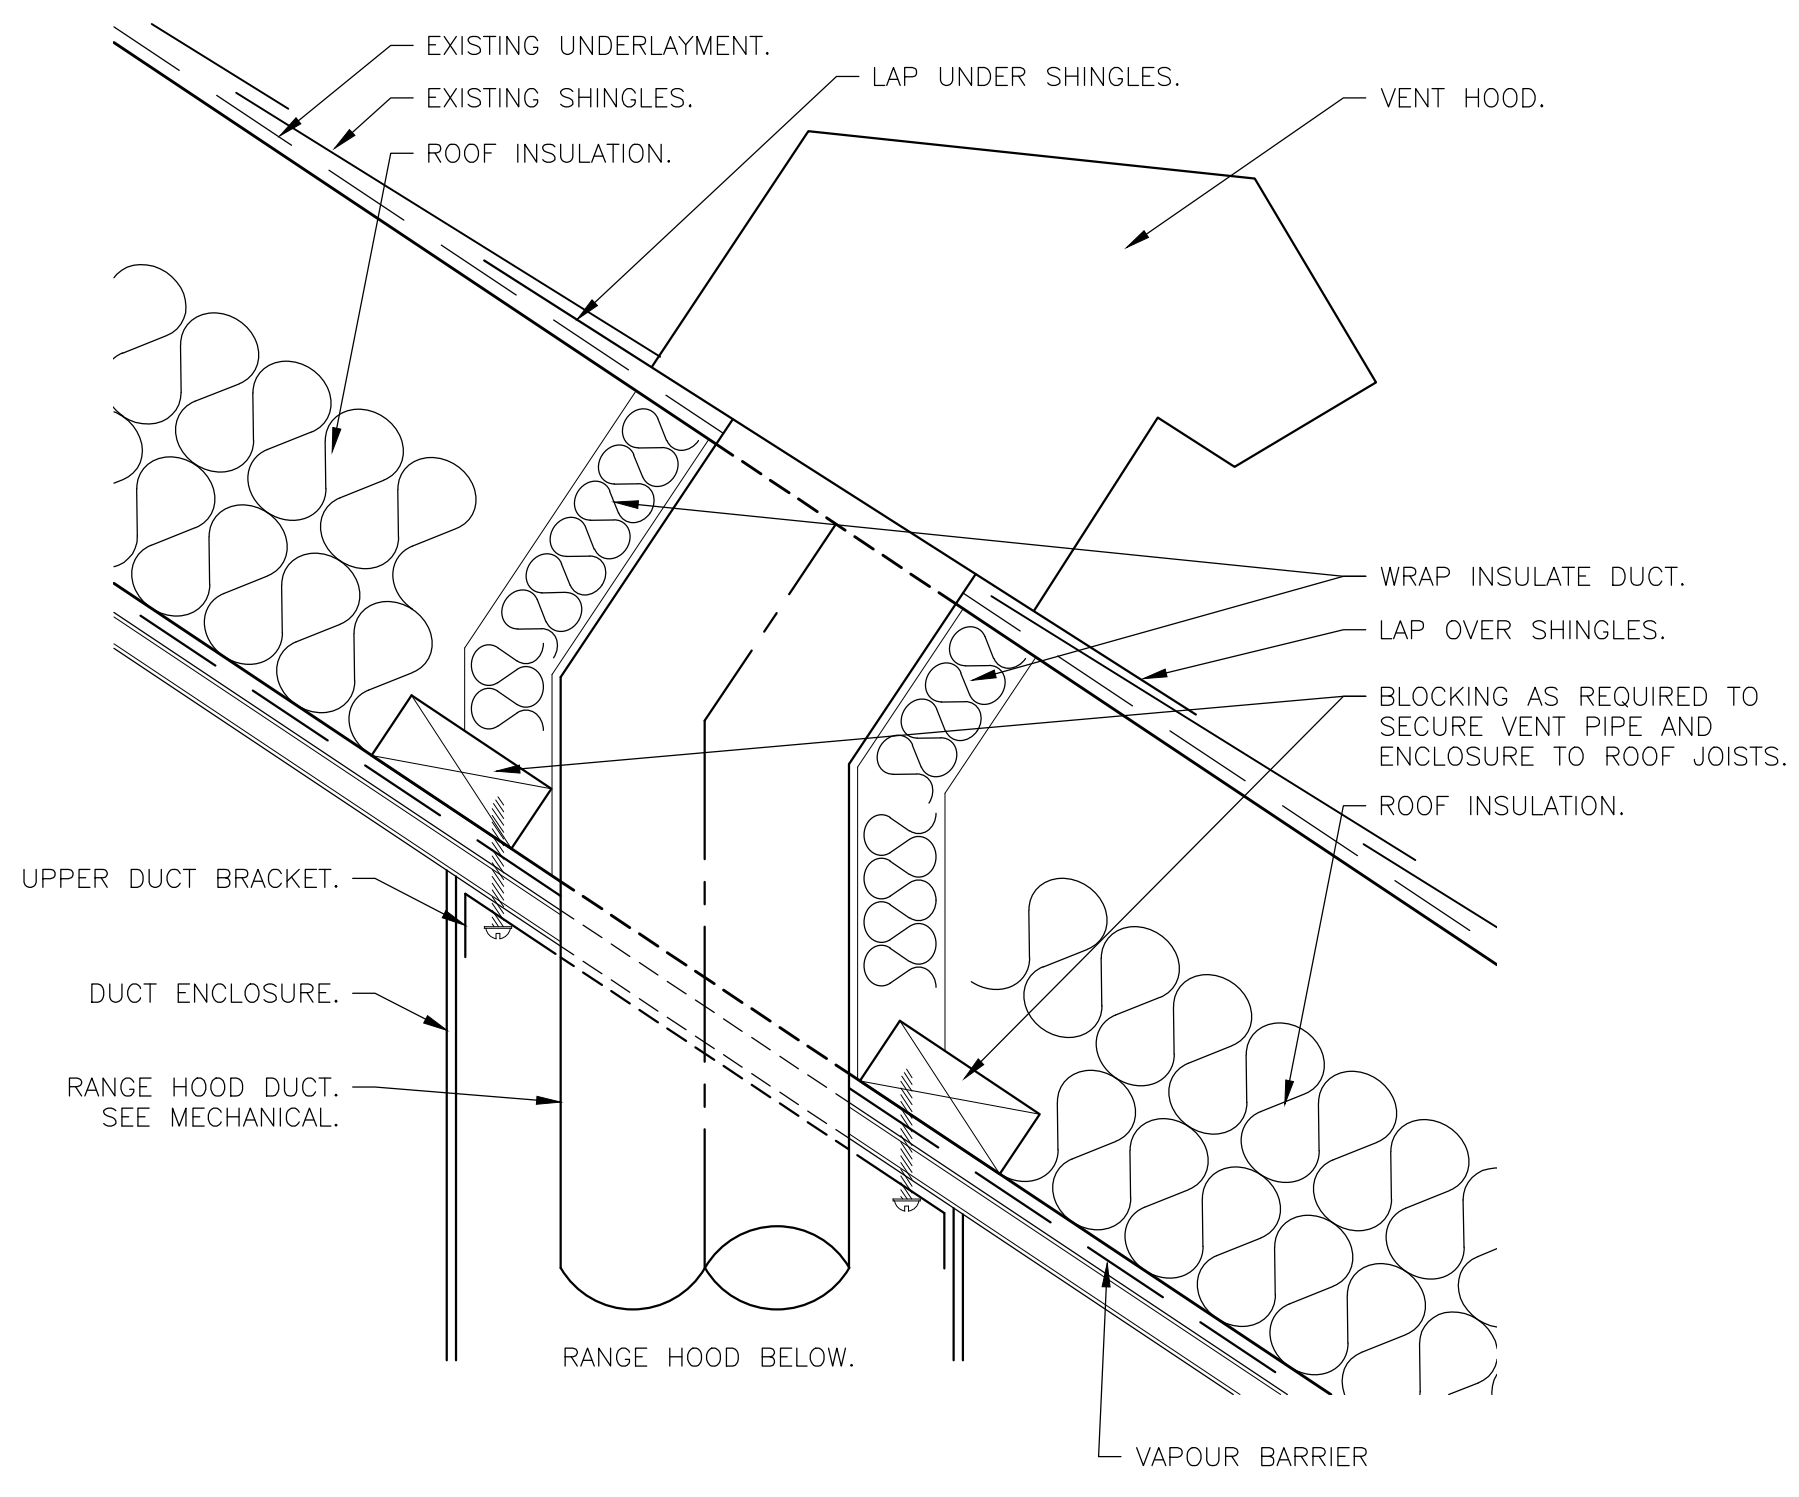 EXISTING UNDERLAYMENT.
LAP UNDER SHINGLES.
EXISTING SHINGLES.
VENT HOOD.
ROOF INSULATION.
WRAP INSULATE DUCT.
LAP OVER SHINGLES.
BLOCKING AS REQUIRED TO
SECURE VENT PIPE AND
ENCLOSURE TO ROOF JOISTS.
ROOF INSULATION.
UPPER DUCT BRACKET.
DUCT ENCLOSURE.
RANGE HOOD DUCT.
SEE MECHANICAL.
RANGE HOOD BELOW.
VAPOUR BARRIER